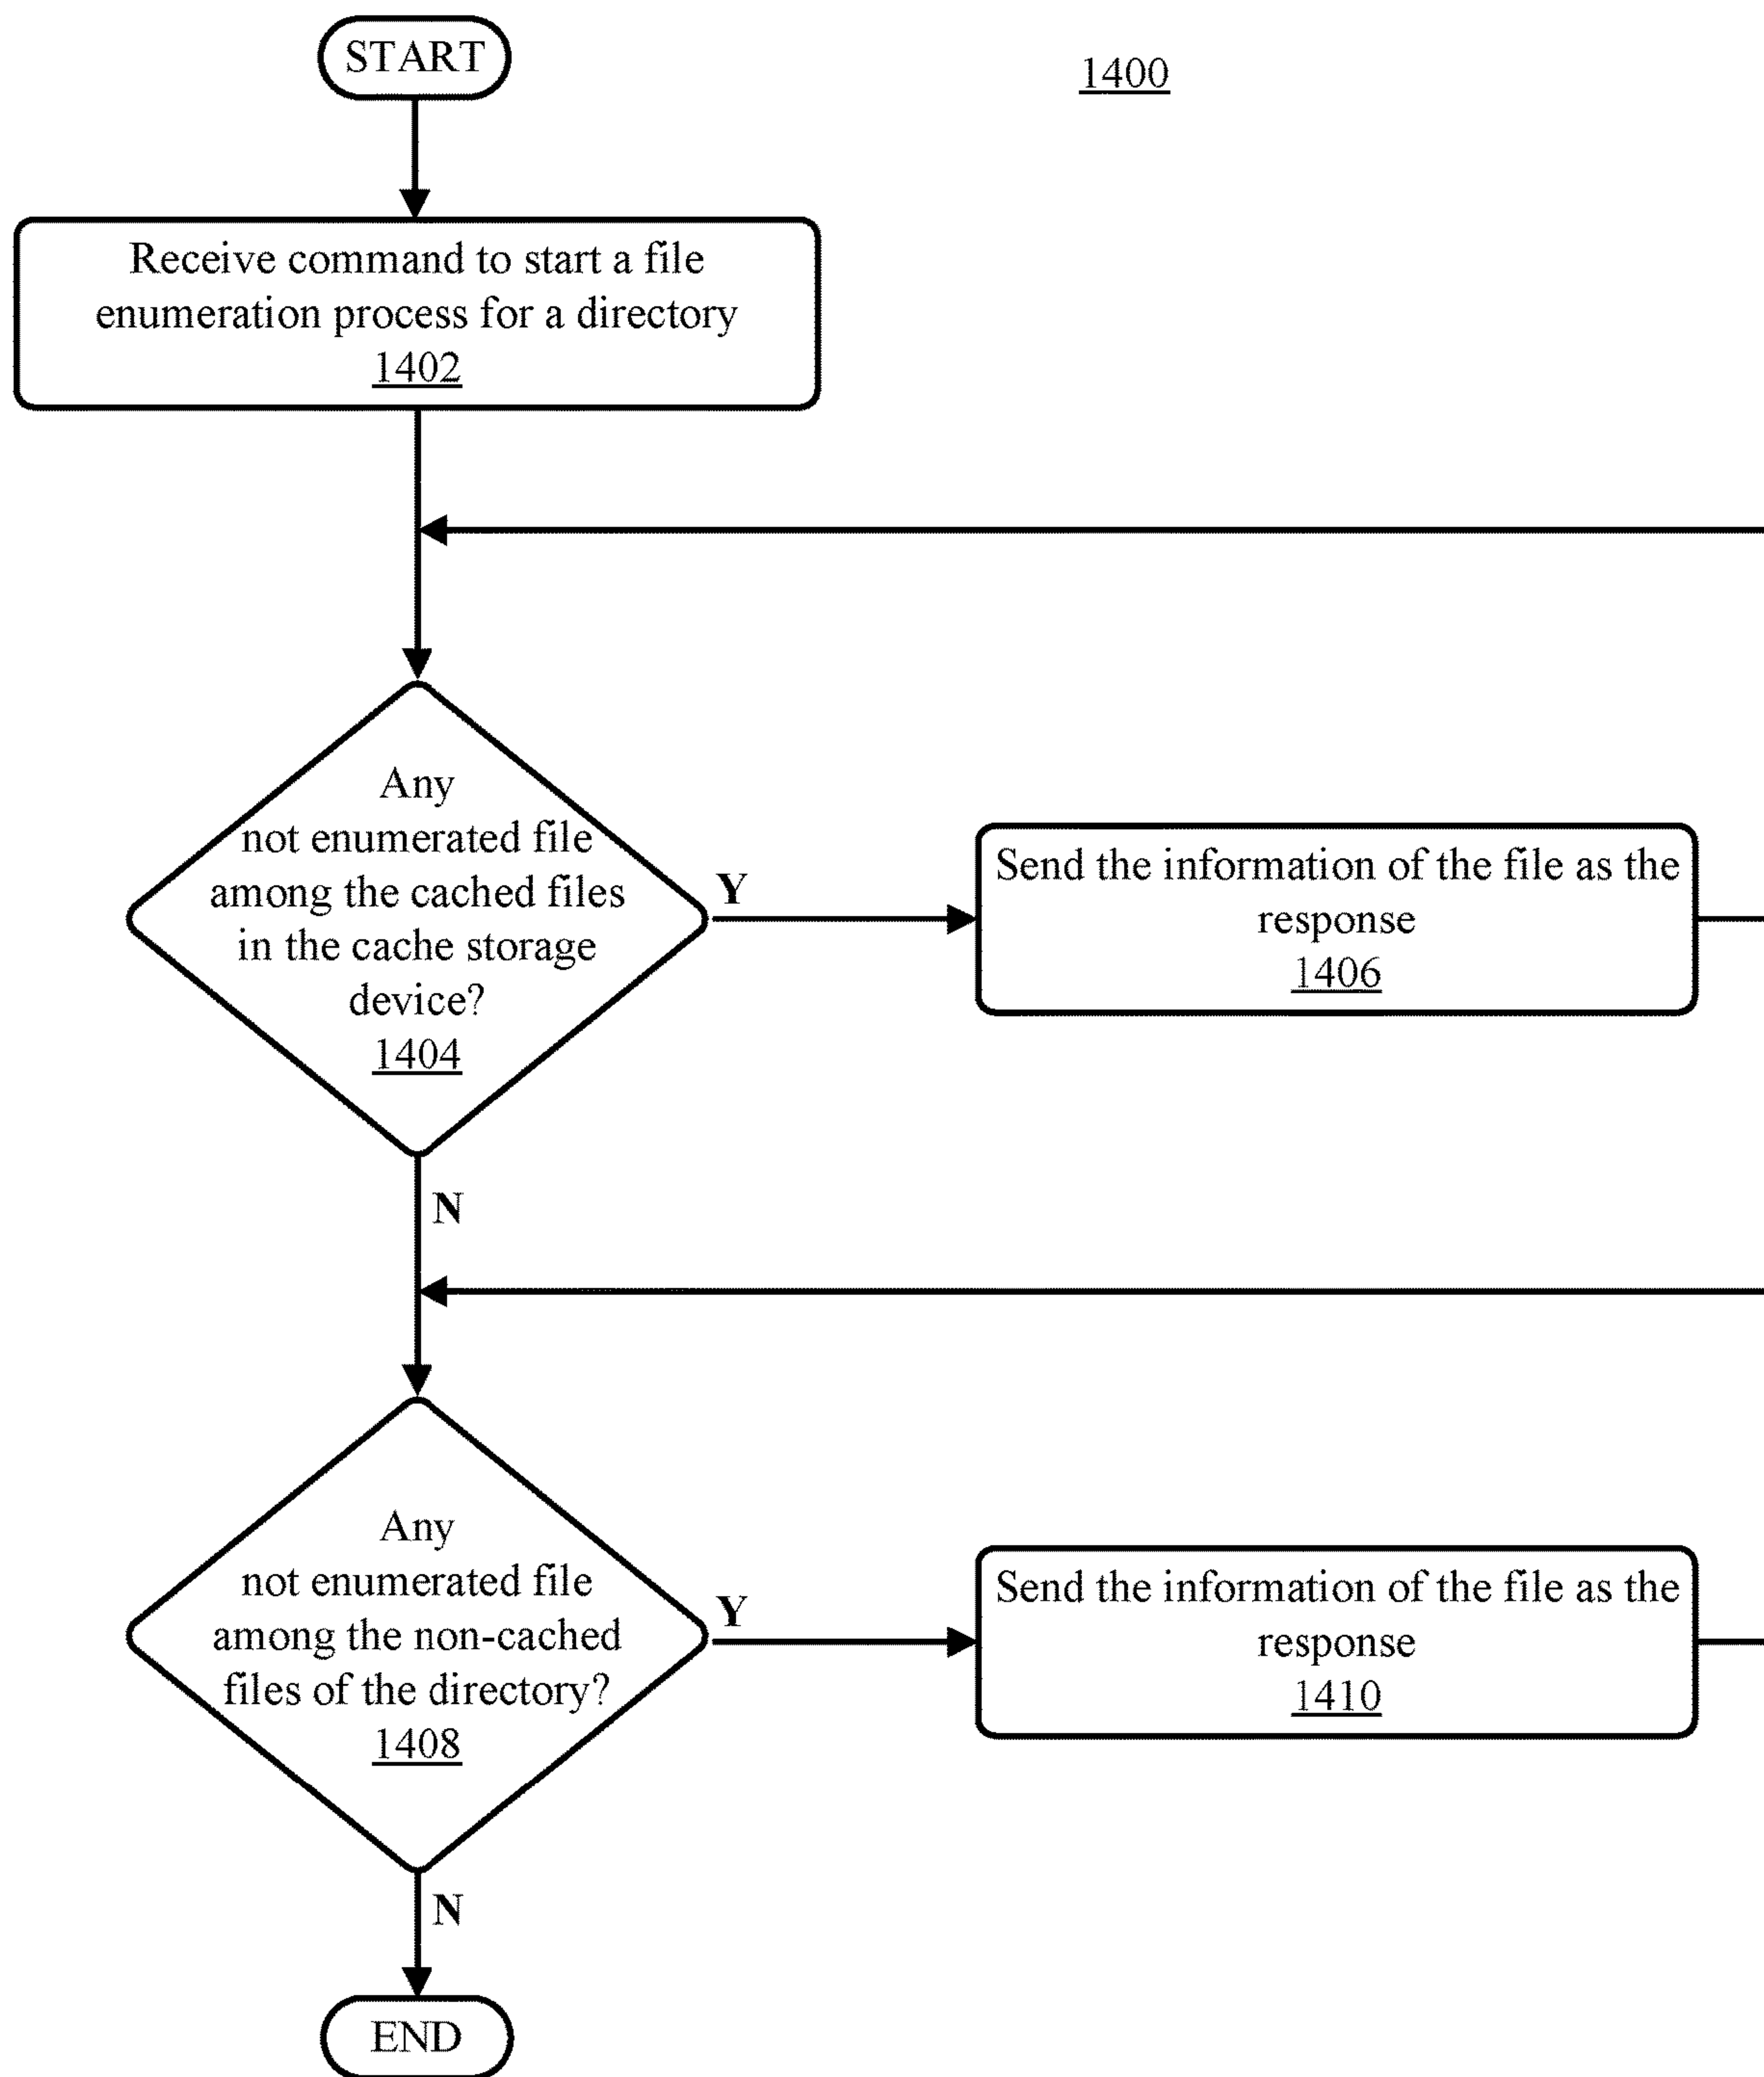 START
1400
Receive command to start a file
enumeration process for a directory
1402
Any
not enumerated file
among the cached files
in the cache storage
device?
1404
Y
Send the information of the file as the
response
1406
N
Any
not enumerated file
among the non-cached
files of the directory?
1408
Y
Send the information of the file as the
response
1410
N
END